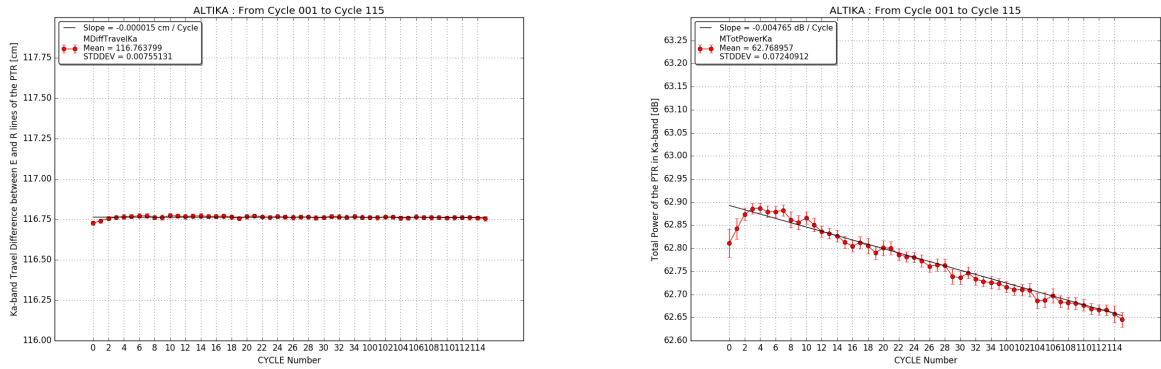 ALTIKA : From Cycle 001 to Cycle 115
Slope = -0.000015 cm / Cycle
MDiffTravelKa
Mean = 116.763799
STDDEV = 0.00755131
Ka-band Travel Difference between E and R lines of the PTR [cm]
117.75
117.50
117.25
117.00
116.75
116.50
116.25
116.00
0 2 4 6 8 10 12 14 16 18 20 22 24 26 28 30 32 34 100 102 104 106 108 110 112 114
CYCLE Number
ALTIKA : From Cycle 001 to Cycle 115
Slope = -0.004765 dB / Cycle
MTotPowerKa
Mean = 62.768957
STDDEV = 0.07240912
Total Power of the PTR in Ka-band [dB]
63.25
63.20
63.15
63.10
63.05
63.00
62.95
62.90
62.85
62.80
62.75
62.70
62.65
62.60
0 2 4 6 8 10 12 14 16 18 20 22 24 26 28 30 32 34 100 102 104 106 108 110 112 114
CYCLE Number